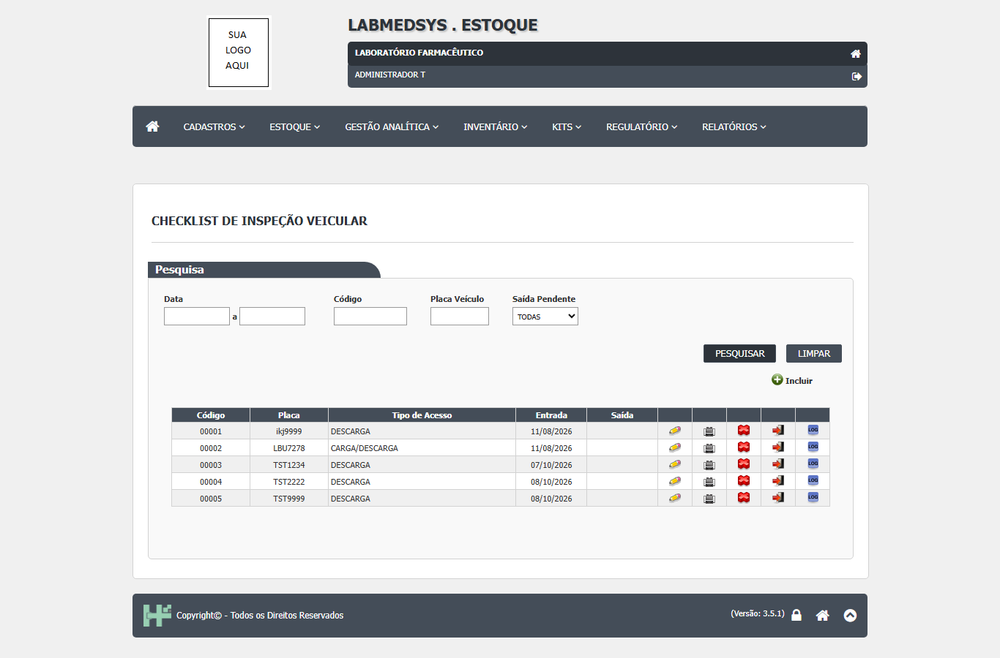 SUA
LOGO
AQUI
LABMEDSYS . ESTOQUE
LABORATÓRIO FARMACÊUTICO
ADMINISTRADOR T
CADASTROS ESTOQUE GESTÃO ANALÍTICA INVENTÁRIO KITS REGULATÓRIO RELATÓRIOS
CHECKLIST DE INSPEÇÃO VEICULAR
Pesquisa
Data Código Placa Veículo Saída Pendente
a TODAS
PESQUISAR LIMPAR
Incluir
Código Placa Tipo de Acesso Entrada Saída
00001 ikj9999 DESCARGA 11/08/2026 LOG
00002 LBU7278 CARGA/DESCARGA 11/08/2026 LOG
00003 TST1234 DESCARGA 07/10/2026 LOG
00004 TST2222 DESCARGA 08/10/2026 LOG
00005 TST9999 DESCARGA 08/10/2026 LOG
Copyright© - Todos os Direitos Reservados (Versão: 3.5.1)